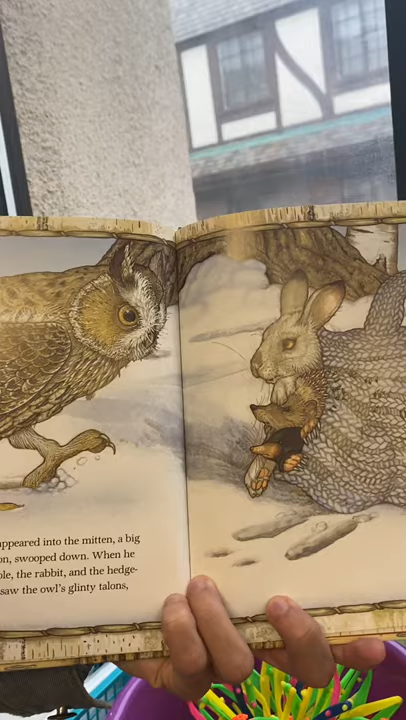 appeared into the mitten, a big
on, swooped down. When he
ole, the rabbit, and the hedge-
saw the owl's glinty talons,